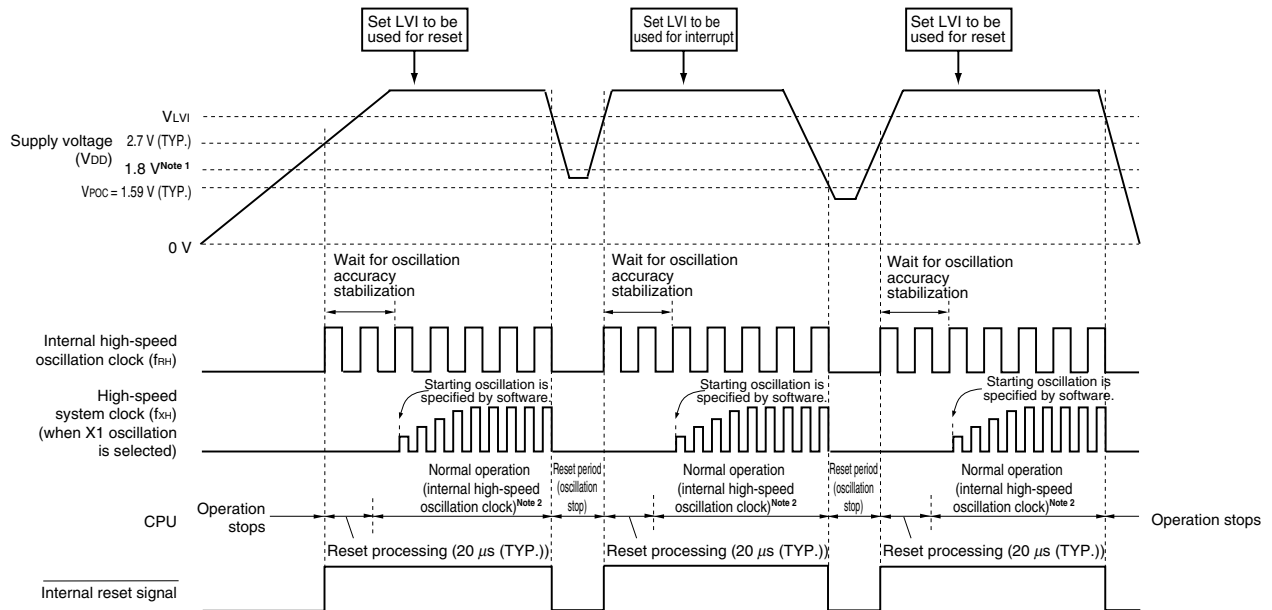 Set LVI to be
used for reset
Set LVI to be
used for interrupt
Set LVI to be
used for reset
VLVI
Supply voltage
(VDD)
2.7 V (TYP.)
1.8 VNote 1
VPOC = 1.59 V (TYP.)
0 V
Wait for oscillation
accuracy
stabilization
Wait for oscillation
accuracy
stabilization
Wait for oscillation
accuracy
stabilization
Internal high-speed
oscillation clock (fRH)
High-speed
system clock (fXH)
(when X1 oscillation
is selected)
Starting oscillation is
specified by software.
Starting oscillation is
specified by software.
Starting oscillation is
specified by software.
CPU
Operation
stops
Normal operation
(internal high-speed
oscillation clock)Note 2
Reset period
(oscillation
stop)
Normal operation
(internal high-speed
oscillation clock)Note 2
Reset period
(oscillation
stop)
Normal operation
(internal high-speed
oscillation clock)Note 2
Operation stops
Reset processing (20 μs (TYP.))
Reset processing (20 μs (TYP.))
Reset processing (20 μs (TYP.))
Internal reset signal